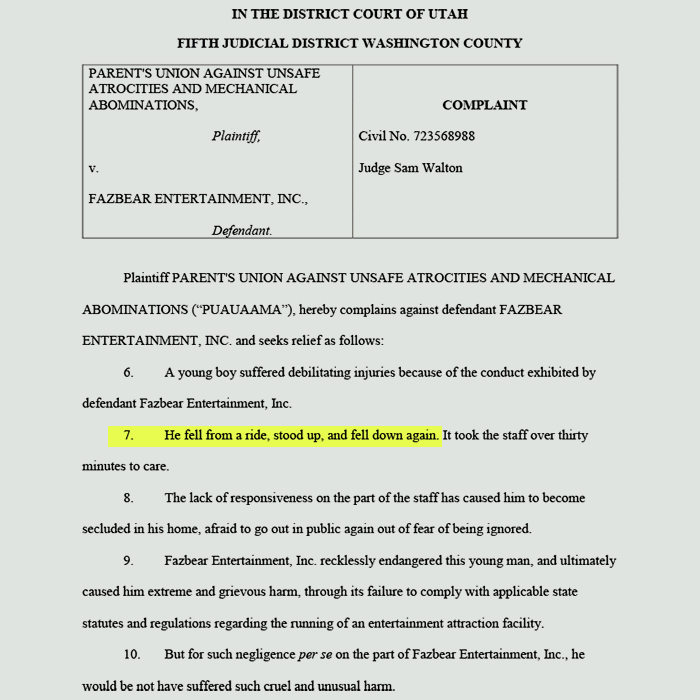 IN THE DISTRICT COURT OF UTAH
FIFTH JUDICIAL DISTRICT WASHINGTON COUNTY
PARENT'S UNION AGAINST UNSAFE
ATROCITIES AND MECHANICAL
ABOMINATIONS,
Plaintiff,
v.
FAZBEAR ENTERTAINMENT, INC.,
Defendant.
COMPLAINT
Civil No. 723568988
Judge Sam Walton
Plaintiff PARENT'S UNION AGAINST UNSAFE ATROCITIES AND MECHANICAL
ABOMINATIONS (“PUAUAAMA”), hereby complains against defendant FAZBEAR
ENTERTAINMENT, INC. and seeks relief as follows:
6. A young boy suffered debilitating injuries because of the conduct exhibited by
defendant Fazbear Entertainment, Inc.
7. He fell from a ride, stood up, and fell down again. It took the staff over thirty
minutes to care.
8. The lack of responsiveness on the part of the staff has caused him to become
secluded in his home, afraid to go out in public again out of fear of being ignored.
9. Fazbear Entertainment, Inc. recklessly endangered this young man, and ultimately
caused him extreme and grievous harm, through its failure to comply with applicable state
statutes and regulations regarding the running of an entertainment attraction facility.
10. But for such negligence per se on the part of Fazbear Entertainment, Inc., he
would be not have suffered such cruel and unusual harm.